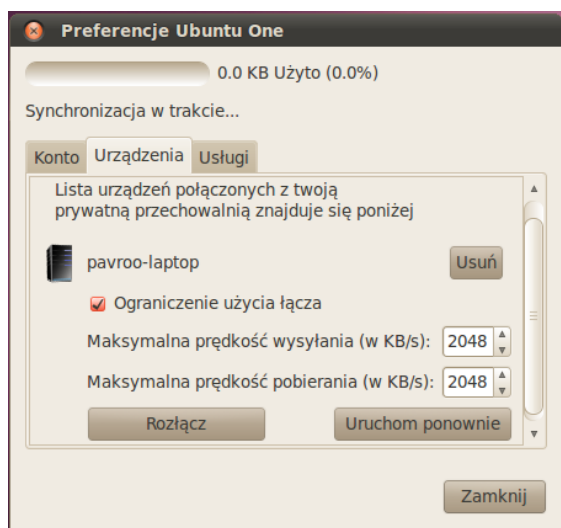 Preferencje Ubuntu One
0.0 KB Użyto (0.0%)
Synchronizacja w trakcie...
Konto Urządzenia Usługi
Lista urządzeń połączonych z twoją
prywatną przechowalnią znajduje się poniżej
pavroo-laptop Usuń
Ograniczenie użycia łącza
Maksymalna prędkość wysyłania (w KB/s): 2048
Maksymalna prędkość pobierania (w KB/s): 2048
Rozłącz Uruchom ponownie
Zamknij